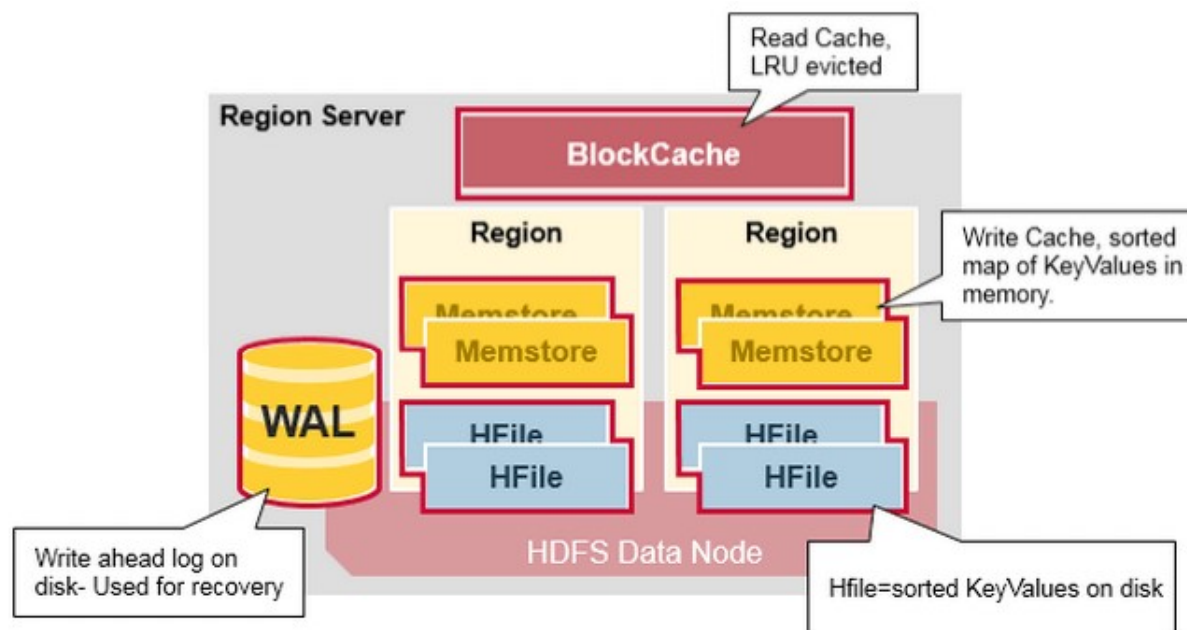 Read Cache,
LRU evicted
Region Server
BlockCache
Region
Region
Write Cache, sorted
map of KeyValues in
memory.
Memstore
Memstore
Memstore
Memstore
WAL
HFile
HFile
HFile
HFile
Write ahead log on
disk- Used for recovery
HDFS Data Node
Hfile=sorted KeyValues on disk